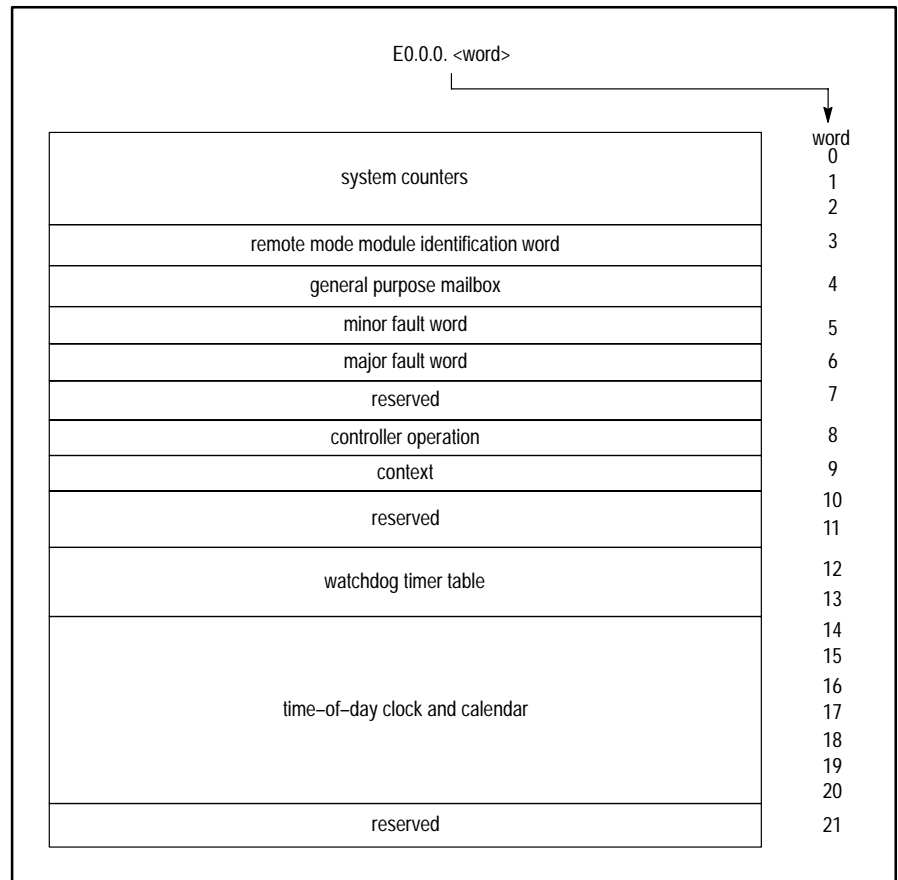 E0.0.0. <word>
word
system counters
0
1
2
remote mode module identification word 3
general purpose mailbox 4
minor fault word 5
major fault word 6
reserved 7
controller operation 8
context 9
reserved
10
11
watchdog timer table
12
13
time–of–day clock and calendar
14
15
16
17
18
19
20
reserved 21